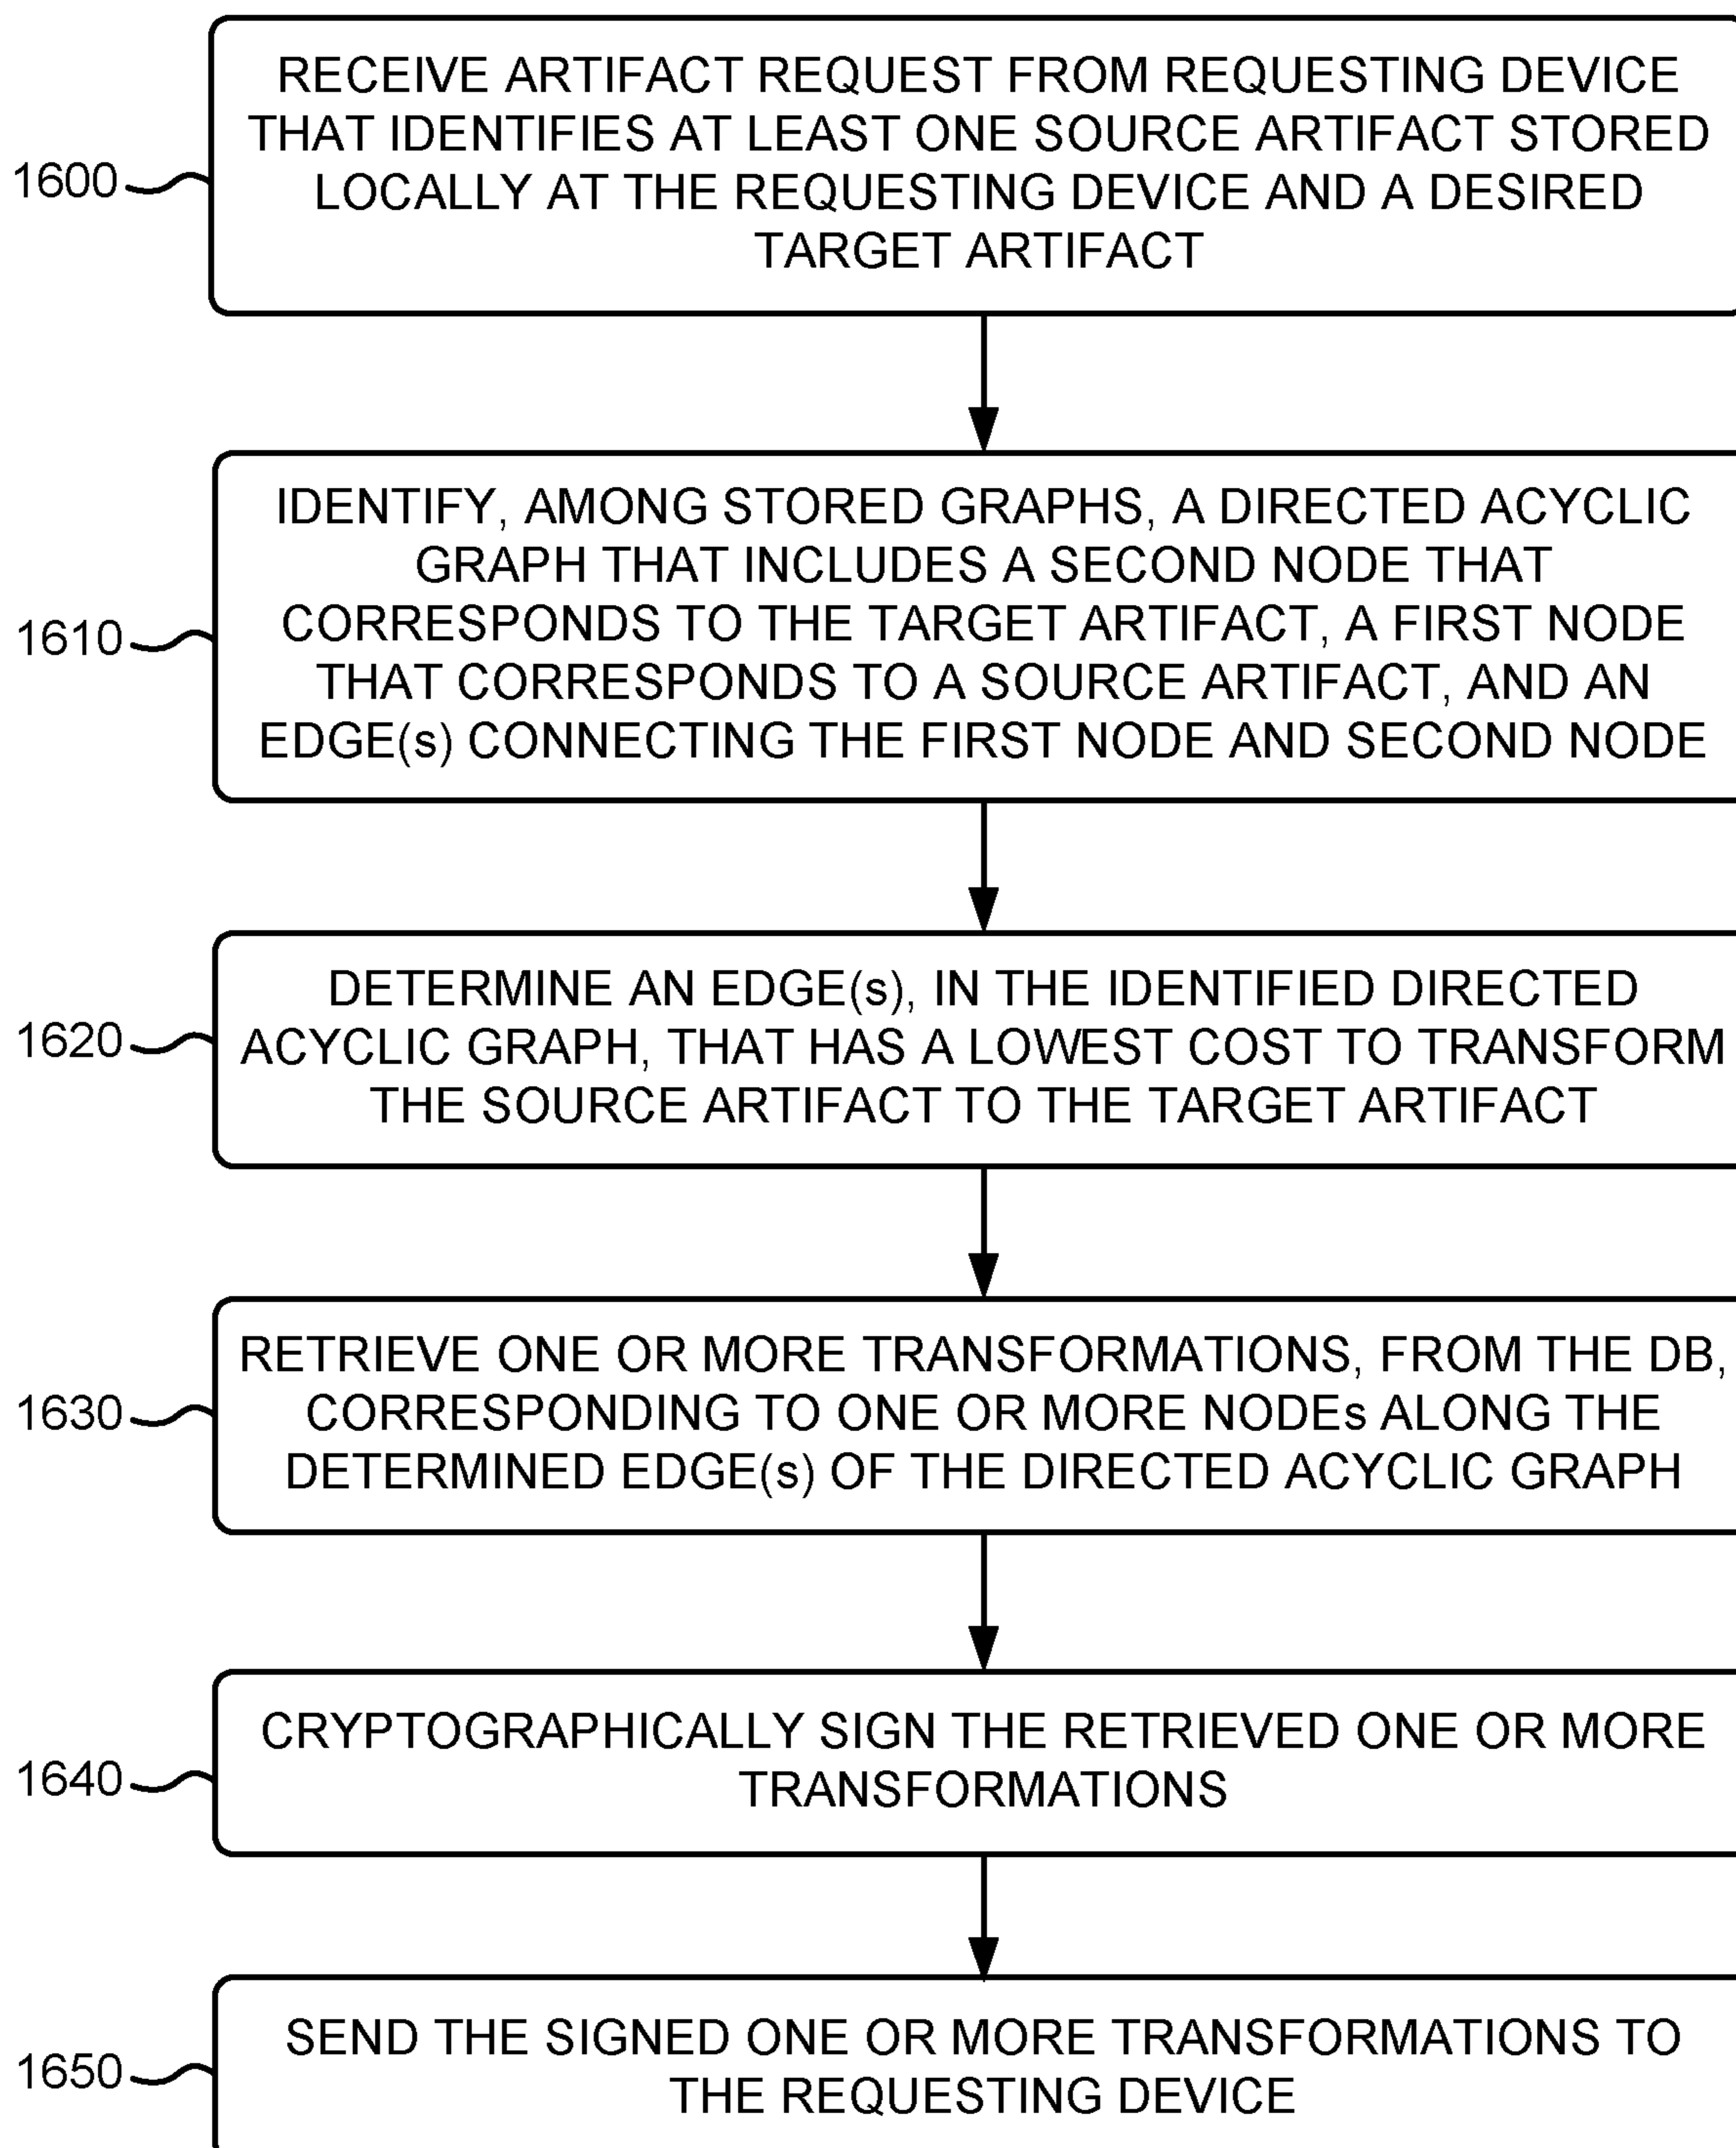 RECEIVE ARTIFACT REQUEST FROM REQUESTING DEVICE
THAT IDENTIFIES AT LEAST ONE SOURCE ARTIFACT STORED
1600
LOCALLY AT THE REQUESTING DEVICE AND A DESIRED
TARGET ARTIFACT
IDENTIFY, AMONG STORED GRAPHS, A DIRECTED ACYCLIC
GRAPH THAT INCLUDES A SECOND NODE THAT
1610
CORRESPONDS TO THE TARGET ARTIFACT, A FIRST NODE
THAT CORRESPONDS TO A SOURCE ARTIFACT, AND AN
EDGE(s) CONNECTING THE FIRST NODE AND SECOND NODE
DETERMINE AN EDGE(s), IN THE IDENTIFIED DIRECTED
1620
ACYCLIC GRAPH, THAT HAS A LOWEST COST TO TRANSFORM
THE SOURCE ARTIFACT TO THE TARGET ARTIFACT
RETRIEVE ONE OR MORE TRANSFORMATIONS, FROM THE DB,
1630
CORRESPONDING TO ONE OR MORE NODEs ALONG THE
DETERMINED EDGE(s) OF THE DIRECTED ACYCLIC GRAPH
CRYPTOGRAPHICALLY SIGN THE RETRIEVED ONE OR MORE
1640
TRANSFORMATIONS
SEND THE SIGNED ONE OR MORE TRANSFORMATIONS TO
1650
THE REQUESTING DEVICE